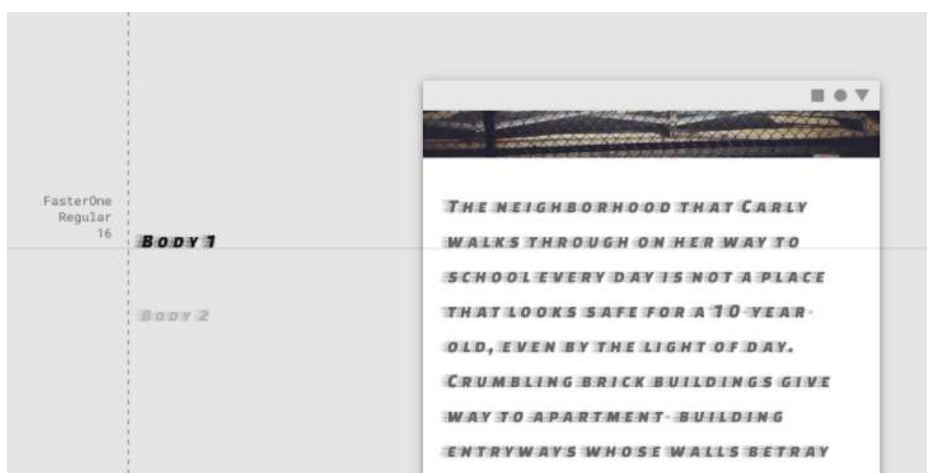 FasterOne
Regular
16
Body 1
Body 2
The neighborhood that Carly
walks through on her way to
school every day is not a place
that looks safe for a 10-year-
old, even by the light of day.
Crumbling brick buildings give
way to apartment-building
entryways whose walls betray